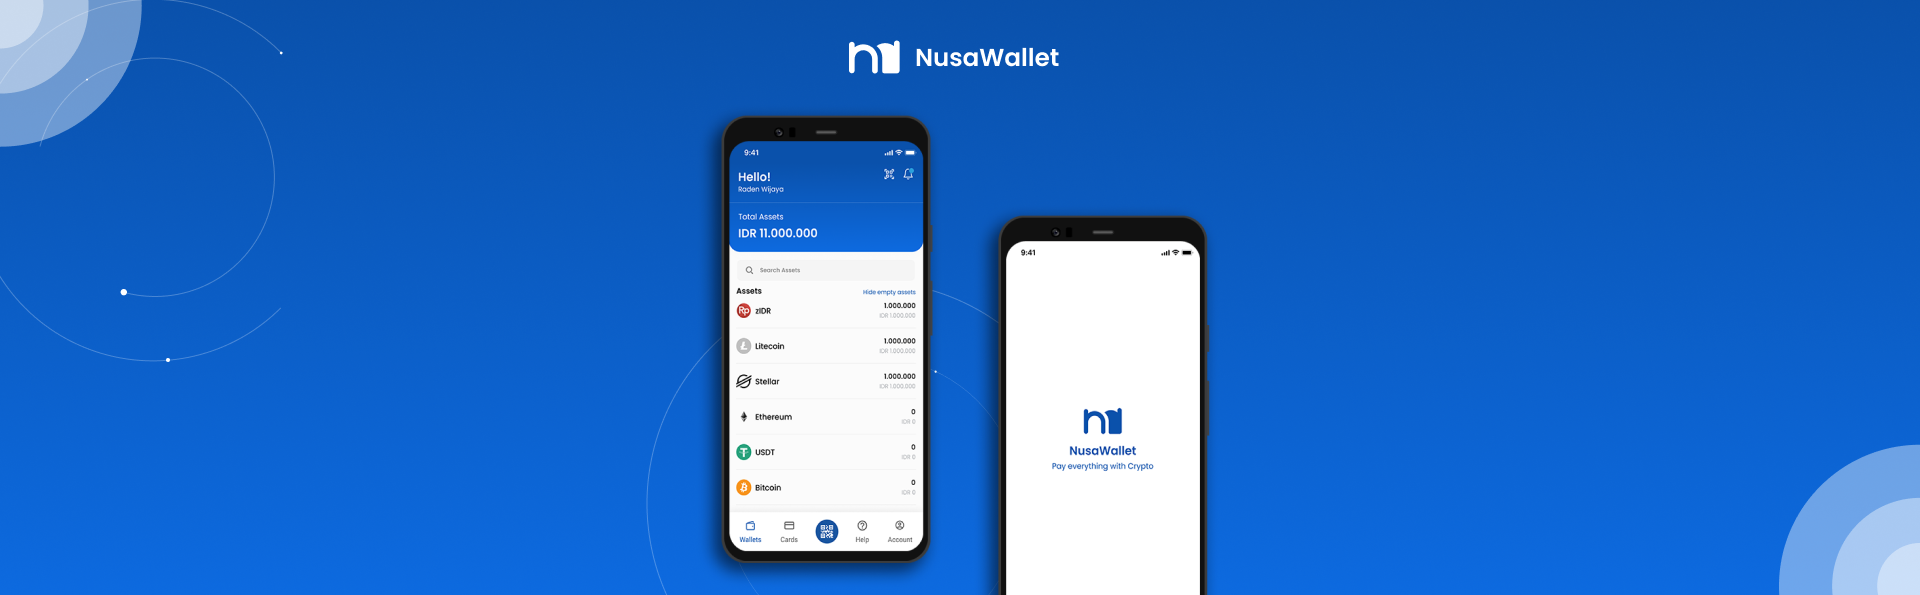 NusaWallet
9:41
Hello!
Raden Wijaya
Total Assets
IDR 11.000.000
Search Assets
Assets
Hide empty assets
Rp
zIDR
1.000.000
IDR 1.000.000
Litecoin
1.000.000
IDR 1.000.000
Stellar
1.000.000
IDR 1.000.000
Ethereum
0
IDR 0
USDT
0
IDR 0
Bitcoin
0
IDR 0
Wallets
Cards
Help
Account
9:41
NusaWallet
Pay everything with Crypto